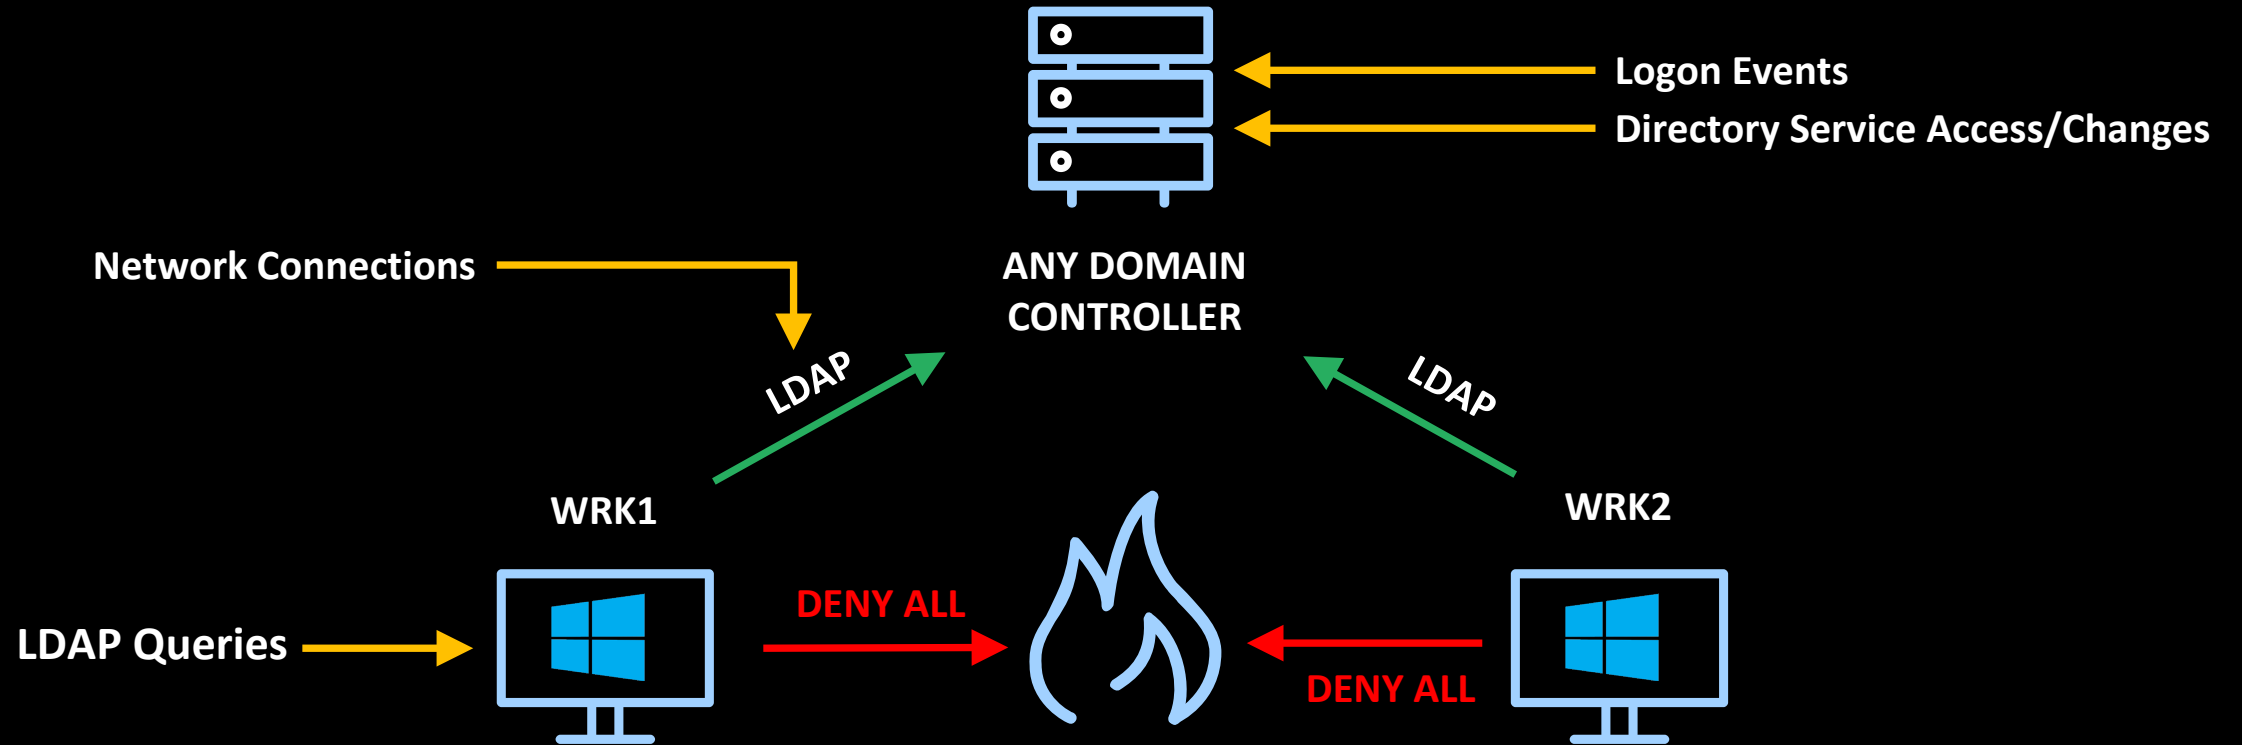 Logon Events
Directory Service Access/Changes
Network Connections
ANY DOMAIN
CONTROLLER
LDAP
LDAP
WRK1
WRK2
DENY ALL
LDAP Queries
DENY ALL